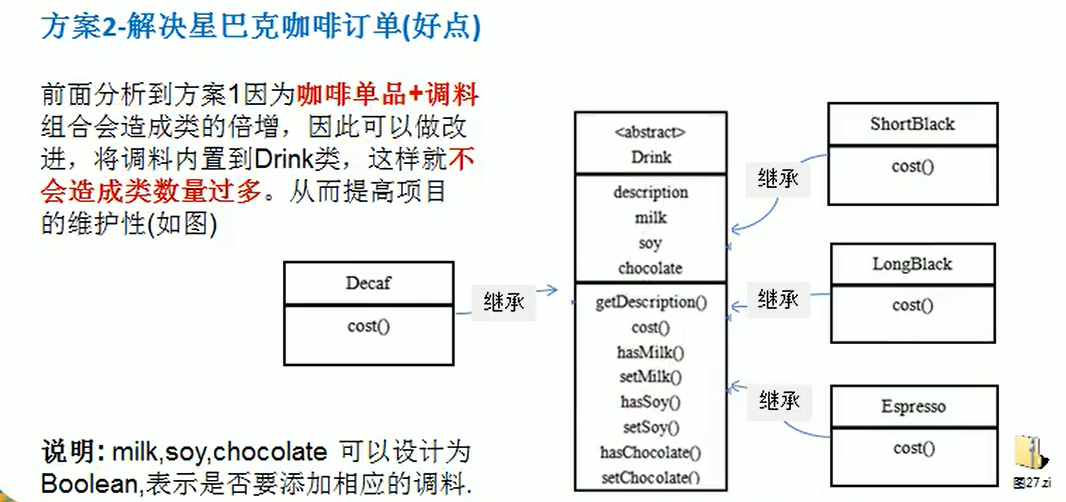 方案2-解决星巴克咖啡订单(好点)
前面分析到方案1因为咖啡单品+调料
组合会造成类的倍增，因此可以做改
进，将调料内置到Drink类，这样就不
会造成类数量过多。从而提高项目
的维护性(如图)
Decaf
cost()
继承
<abstract>
Drink
description
milk
soy
chocolate
getDescription()
cost()
hasMilk()
setMilk()
hasSoy()
setSoy()
hasChocolate()
setChocolate()
继承
ShortBlack
cost()
继承
LongBlack
cost()
继承
Espresso
cost()
说明: milk,soy,chocolate 可以设计为
Boolean,表示是否要添加相应的调料.
图27.zi